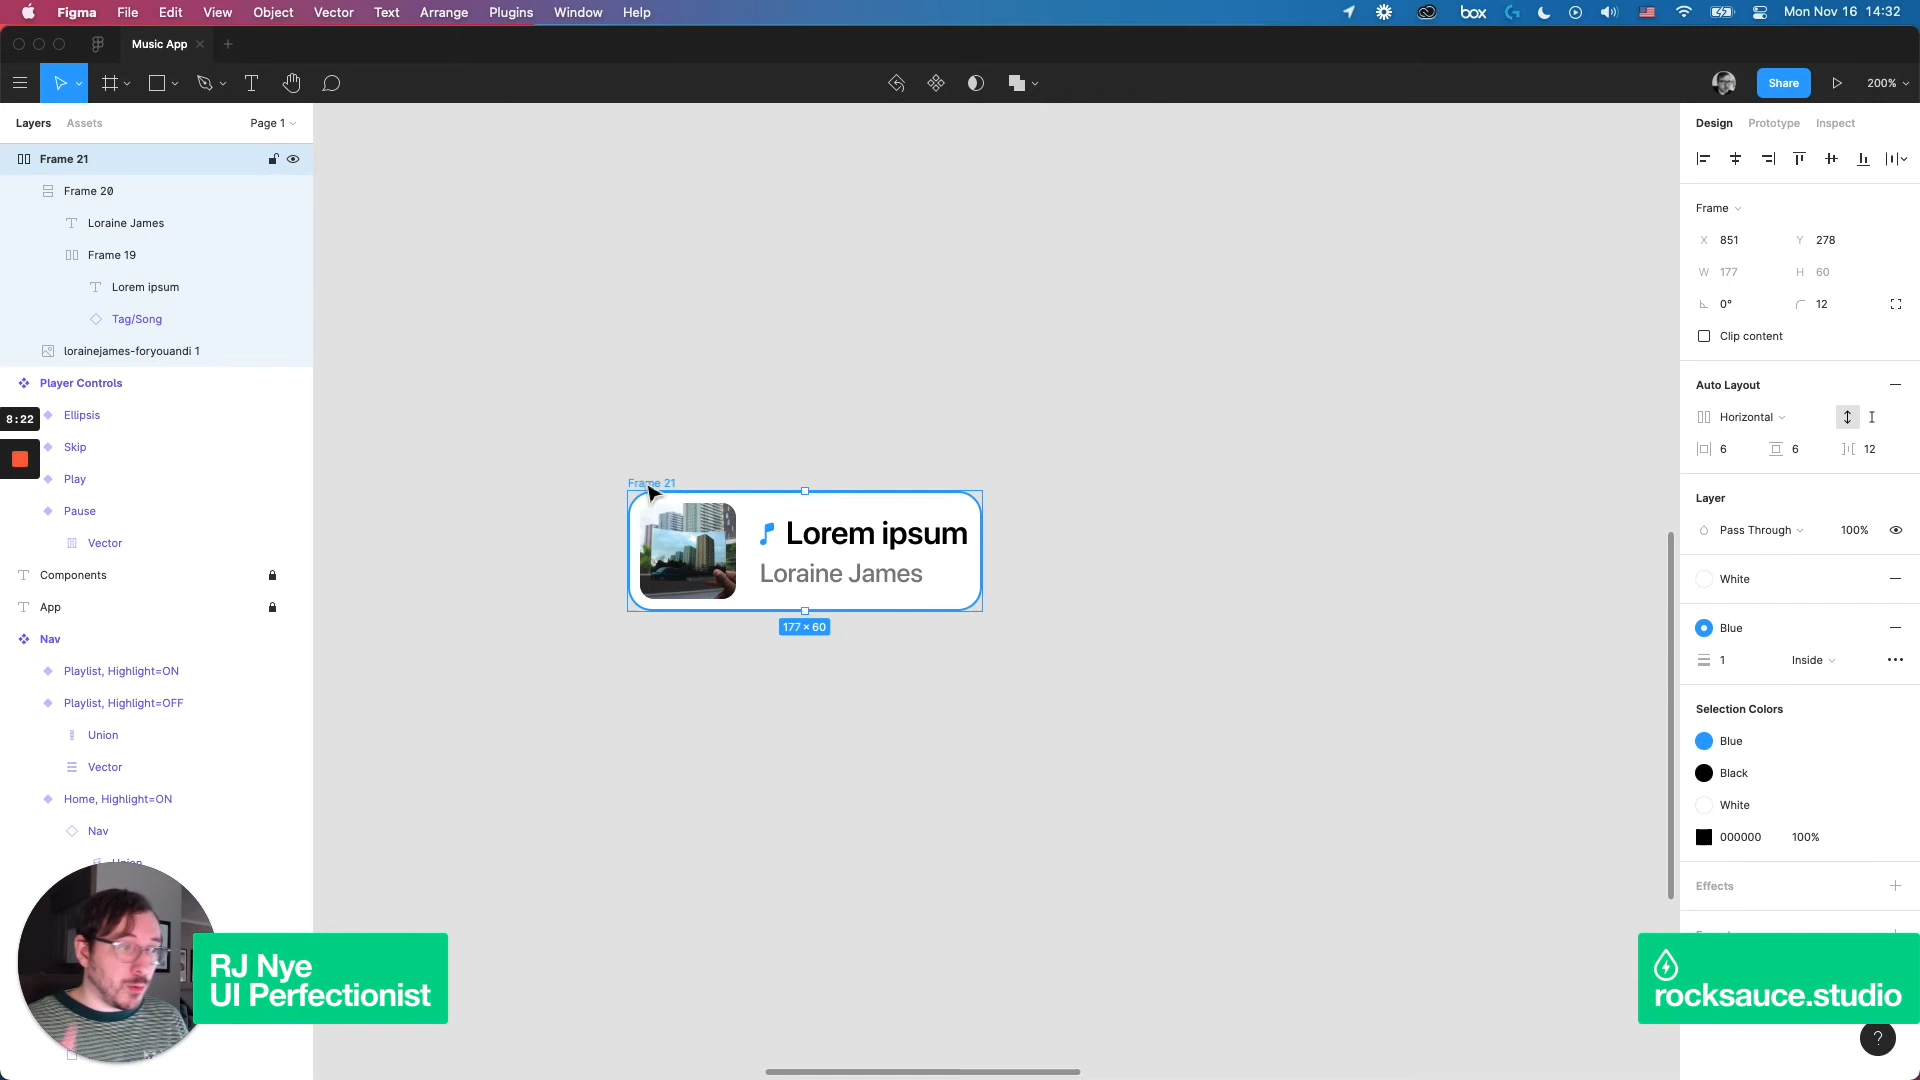 Figma File Edit View Object Vector Text Arrange Plugins Window Help
box
Mon Nov 16 14:32
Music App
Share
200%
Layers Assets Page 1
Frame 21
Frame 20
Loraine James
Frame 19
Lorem ipsum
Tag/Song
lorainejames-foryouandi 1
Player Controls
8:22
Ellipsis
Skip
Play
Pause
Vector
Components
App
Nav
Playlist, Highlight=ON
Playlist, Highlight=OFF
Union
Vector
Home, Highlight=ON
Nav
Union
RJ Nye
UI Perfectionist
Frame 21
Lorem ipsum
Loraine James
177 × 60
Design Prototype Inspect
Frame
X 851 Y 278
W 177 H 60
0° 12
Clip content
Auto Layout
Horizontal
6 6 12
Layer
Pass Through 100%
White
Blue
1 Inside
Selection Colors
Blue
Black
White
000000 100%
Effects
rocksauce.studio
?